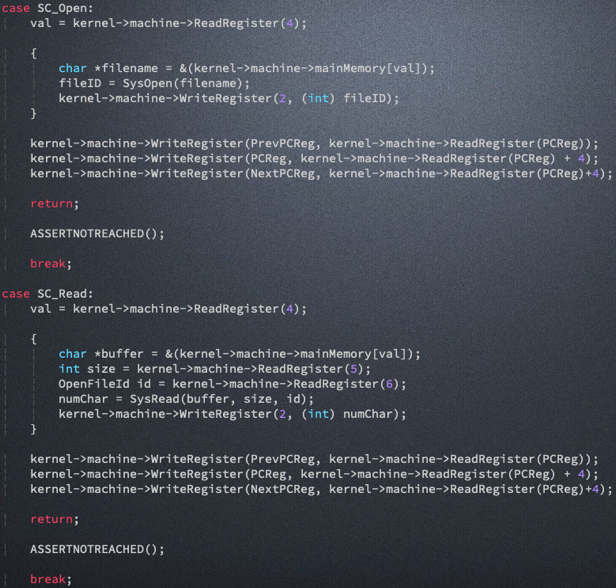 case SC_Open:
val = kernel->machine->ReadRegister(4);
{
char *filename = &(kernel->machine->mainMemory[val]);
fileID = SysOpen(filename);
kernel->machine->WriteRegister(2, (int) fileID);
}
kernel->machine->WriteRegister(PrevPCReg, kernel->machine->ReadRegister(PCReg));
kernel->machine->WriteRegister(PCReg, kernel->machine->ReadRegister(PCReg) + 4);
kernel->machine->WriteRegister(NextPCReg, kernel->machine->ReadRegister(PCReg)+4);
return;
ASSERTNOTREACHED();
break;
case SC_Read:
val = kernel->machine->ReadRegister(4);
{
char *buffer = &(kernel->machine->mainMemory[val]);
int size = kernel->machine->ReadRegister(5);
OpenFileId id = kernel->machine->ReadRegister(6);
numChar = SysRead(buffer, size, id);
kernel->machine->WriteRegister(2, (int) numChar);
}
kernel->machine->WriteRegister(PrevPCReg, kernel->machine->ReadRegister(PCReg));
kernel->machine->WriteRegister(PCReg, kernel->machine->ReadRegister(PCReg) + 4);
kernel->machine->WriteRegister(NextPCReg, kernel->machine->ReadRegister(PCReg)+4);
return;
ASSERTNOTREACHED();
break;